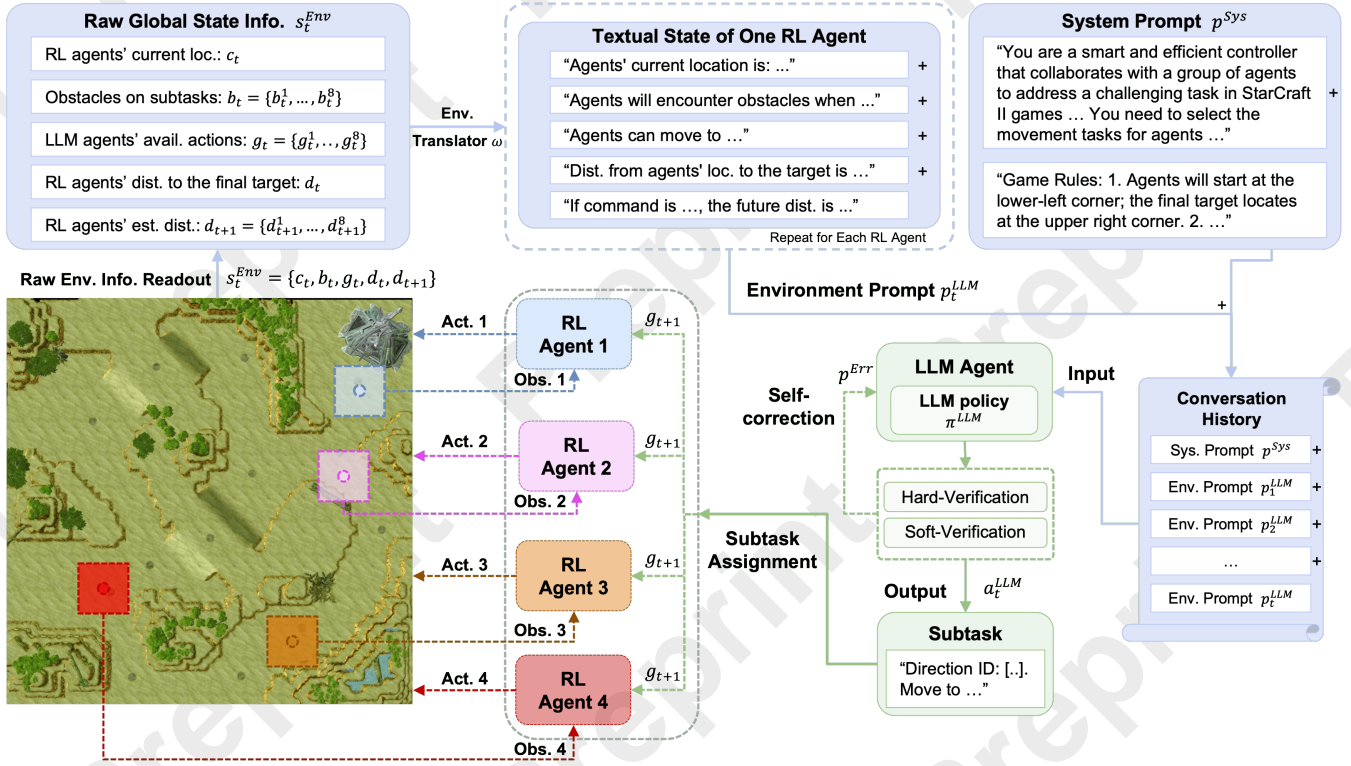 Raw Global State Info. $s_t^{Env}$
RL agents' current loc.: $c_t$
Obstacles on subtasks: $b_t = \{b_t^1, …, b_t^8\}$
LLM agents' avail. actions: $g_t = \{g_t^1, . . , g_t^8\}$
RL agents' dist. to the final target: $d_t$
RL agents' est. dist.: $d_{t+1} = \{d_{t+1}^1, …, d_{t+1}^8\}$
Env.
Translator ω
Textual State of One RL Agent
“Agents' current location is: ...” +
“Agents will encounter obstacles when ...” +
“Agents can move to …” +
“Dist. from agents' loc. to the target is …” +
“If command is …, the future dist. is ...”
Repeat for Each RL Agent
System Prompt $p^{Sys}$
“You are a smart and efficient controller
that collaborates with a group of agents
to address a challenging task in StarCraft
II games … You need to select the
movement tasks for agents …”
+
“Game Rules: 1. Agents will start at the
lower-left corner; the final target locates
at the upper right corner. 2. …”
Raw Env. Info. Readout $s_t^{Env} = \{c_t, b_t, g_t, d_t, d_{t+1}\}$
Environment Prompt $p_t^{LLM}$
+
Act. 1
RL
Agent 1
$g_{t+1}$
Obs. 1
Act. 2
RL
Agent 2
$g_{t+1}$
Obs. 2
Act. 3
RL
Agent 3
$g_{t+1}$
Obs. 3
Act. 4
RL
Agent 4
$g_{t+1}$
Obs. 4
Subtask
Assignment
$p^{Err}$
Self-
correction
LLM Agent
LLM policy
$\pi^{LLM}$
Input
Hard-Verification
Soft-Verification
Output $a_t^{LLM}$
Subtask
“Direction ID: [..].
Move to …”
Conversation
History
Sys. Prompt $p^{Sys}$ +
Env. Prompt $p_1^{LLM}$ +
Env. Prompt $p_2^{LLM}$ +
… +
Env. Prompt $p_t^{LLM}$
Preprint